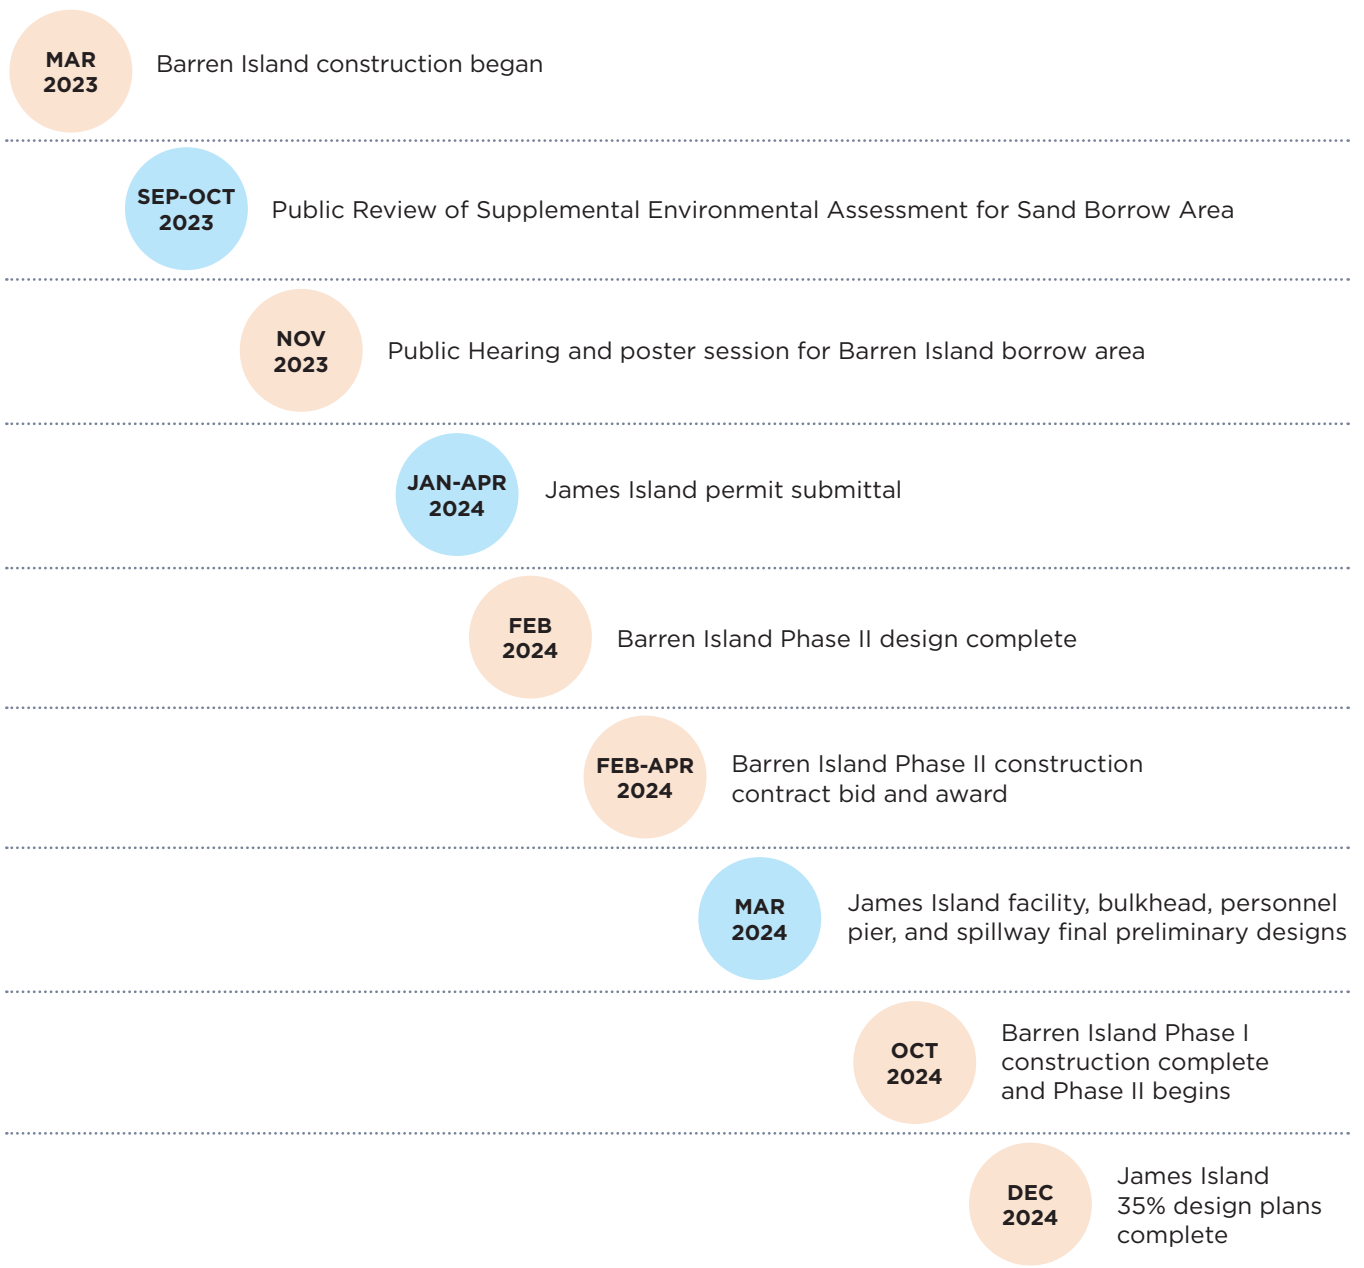 MAR
2023
Barren Island construction began
SEP-OCT
2023
Public Review of Supplemental Environmental Assessment for Sand Borrow Area
NOV
2023
Public Hearing and poster session for Barren Island borrow area
JAN-APR
2024
James Island permit submittal
FEB
2024
Barren Island Phase II design complete
FEB-APR
2024
Barren Island Phase II construction
contract bid and award
MAR
2024
James Island facility, bulkhead, personnel
pier, and spillway final preliminary designs
OCT
2024
Barren Island Phase I
construction complete
and Phase II begins
DEC
2024
James Island
35% design plans
complete